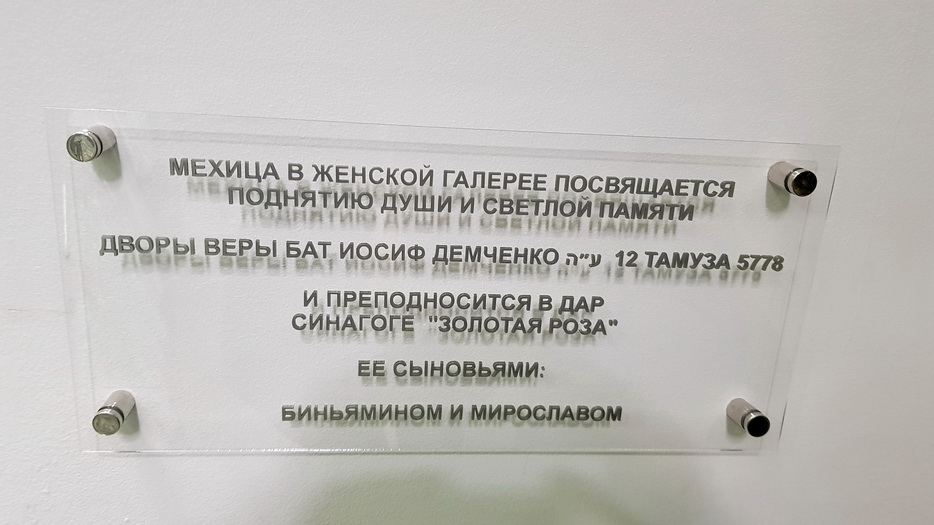 МЕХИЦА В ЖЕНСКОЙ ГАЛЕРЕЕ ПОСВЯЩАЕТСЯ
ПОДНЯТИЮ ДУШИ И СВЕТЛОЙ ПАМЯТИ
ДВОРЫ ВЕРЫ БАТ ИОСИФ ДЕМЧЕНКО ע״ה 12 ТАМУЗА 5778
И ПРЕПОДНОСИТСЯ В ДАР
СИНАГОГЕ "ЗОЛОТАЯ РОЗА"
ЕЕ СЫНОВЬЯМИ:
БИНЬЯМИНОМ И МИРОСЛАВОМ